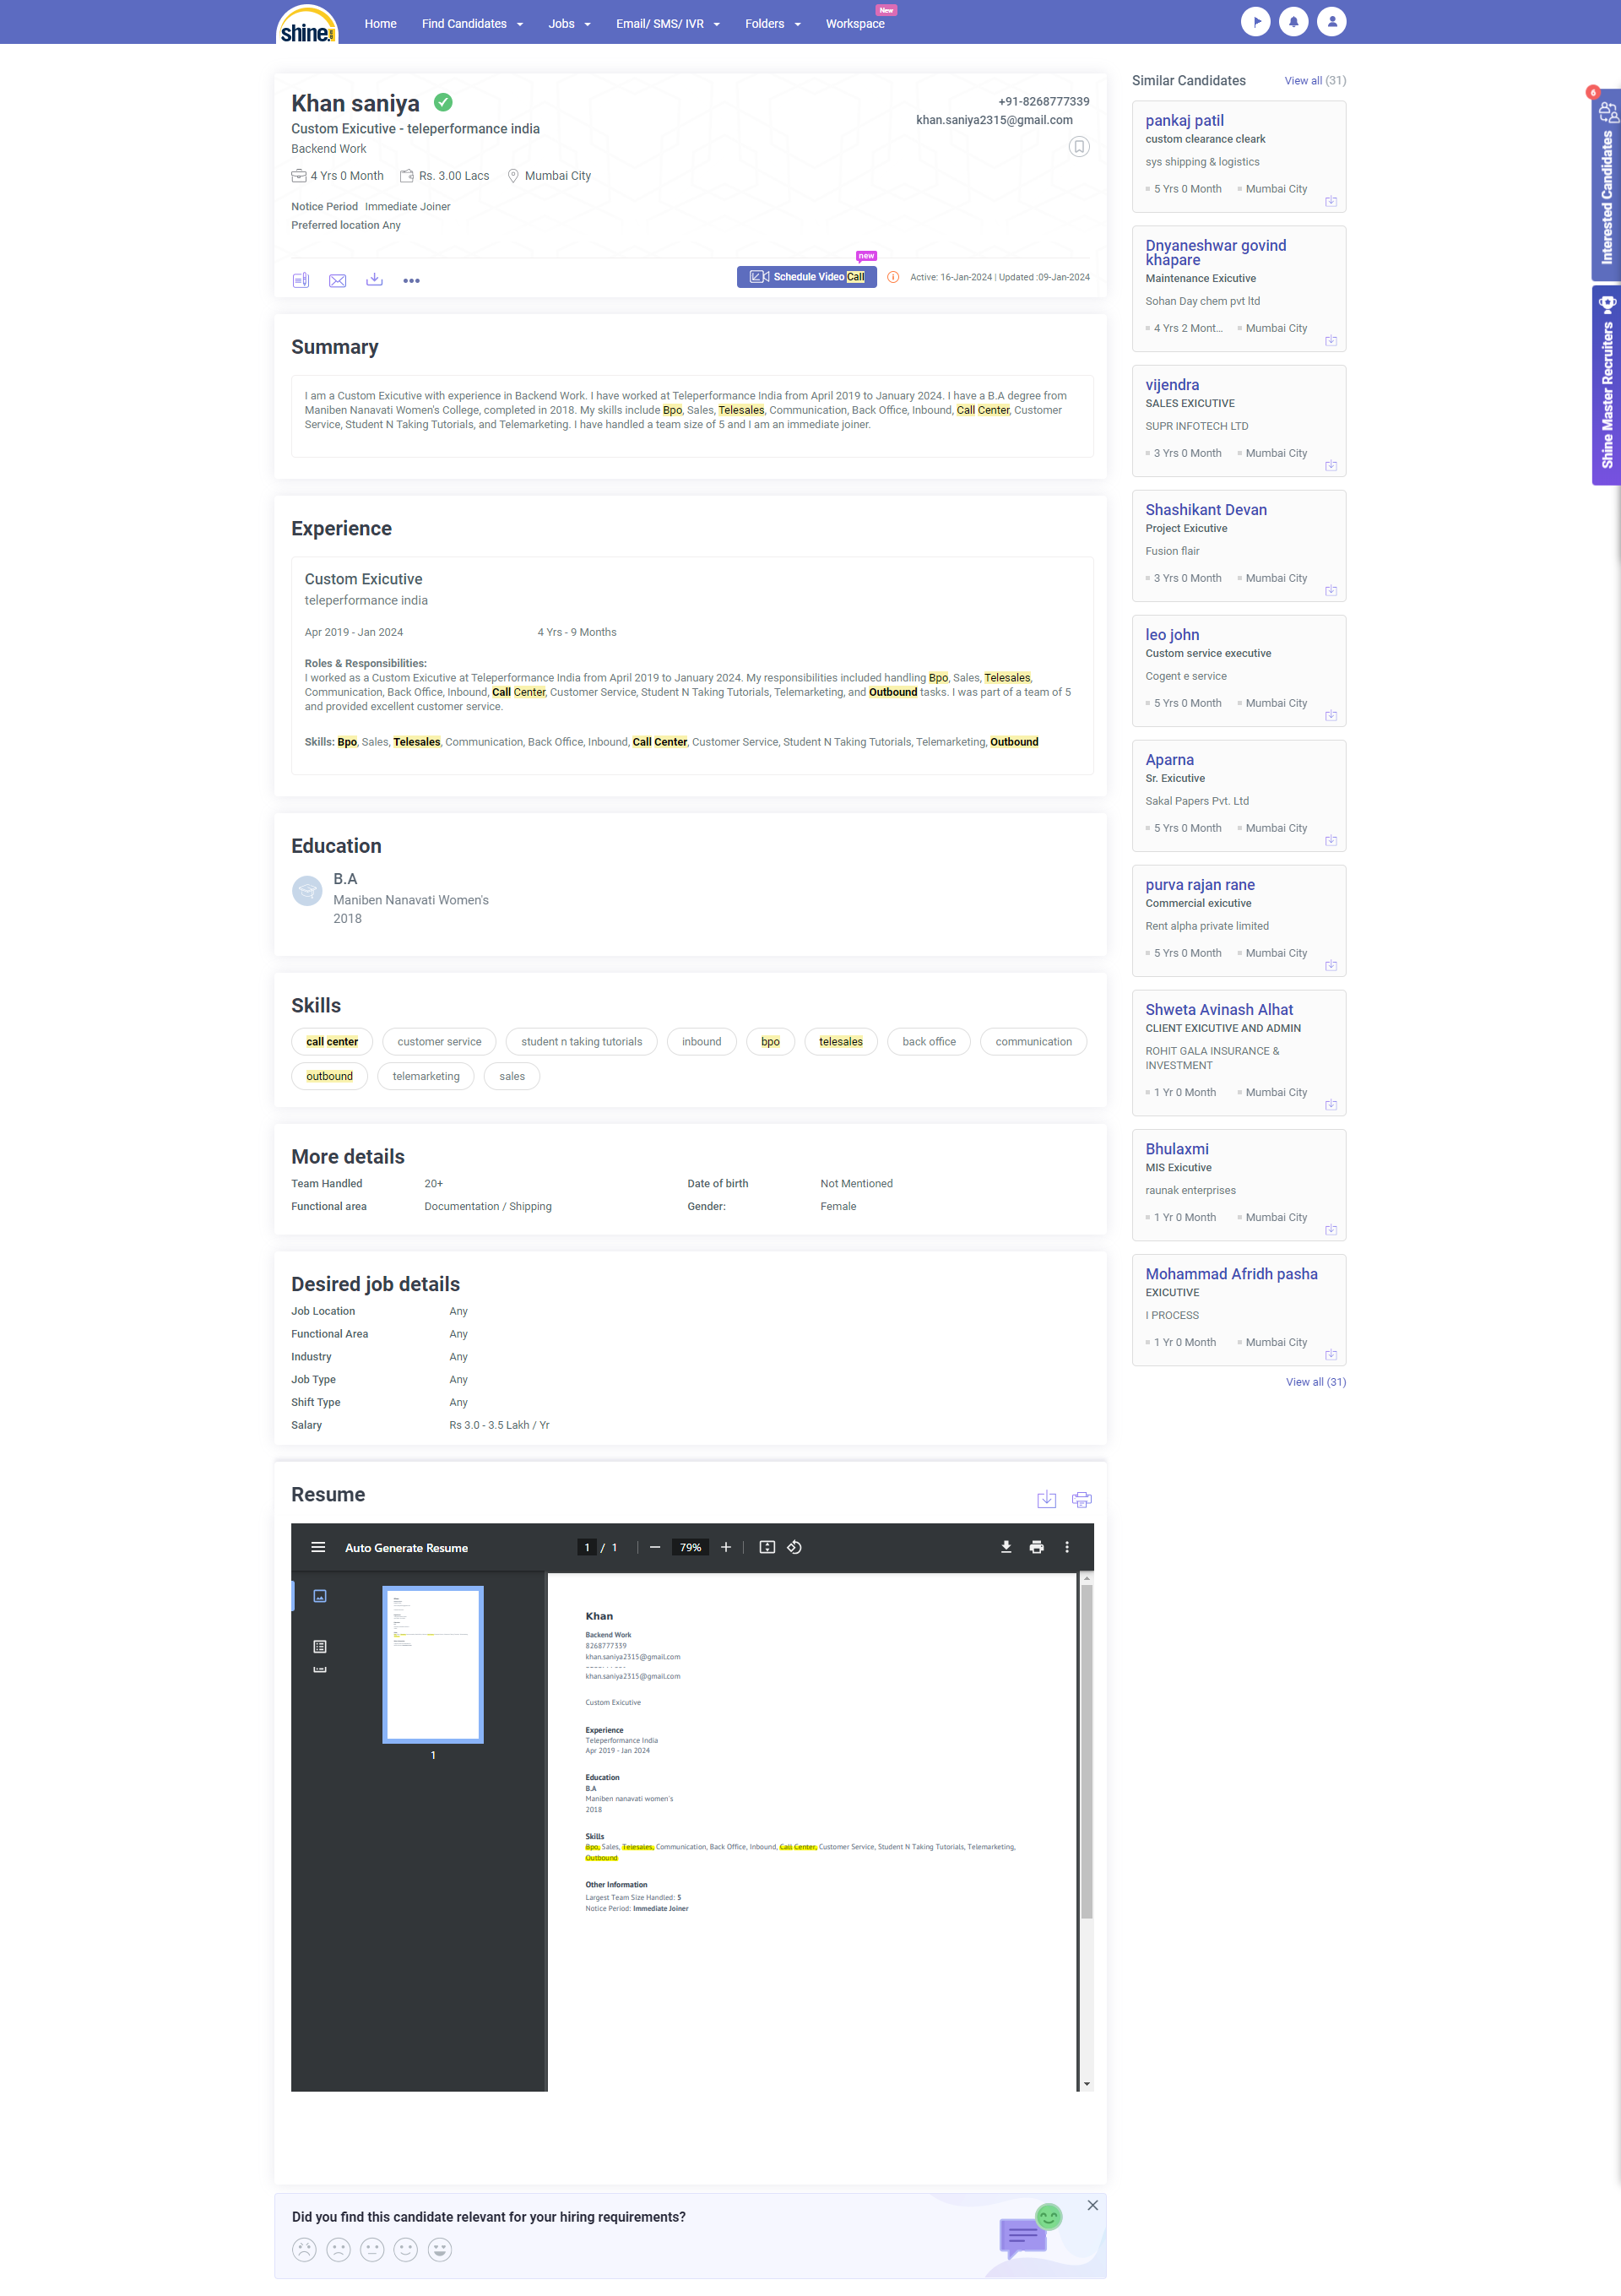 shine.com
Home
Find Candidates
Jobs
Email/ SMS/ IVR
Folders
Workspace
New
Khan saniya
Custom Exicutive - teleperformance india
Backend Work
4 Yrs 0 Month
Rs. 3.00 Lacs
Mumbai City
Notice Period Immediate Joiner
Preferred location Any
+91-8268777339
khan.saniya2315@gmail.com
new
Schedule Video Call
Active: 16-Jan-2024 | Updated :09-Jan-2024
Summary
I am a Custom Exicutive with experience in Backend Work. I have worked at Teleperformance India from April 2019 to January 2024. I have a B.A degree from
Maniben Nanavati Women's College, completed in 2018. My skills include Bpo, Sales, Telesales, Communication, Back Office, Inbound, Call Center, Customer
Service, Student N Taking Tutorials, and Telemarketing. I have handled a team size of 5 and I am an immediate joiner.
Experience
Custom Exicutive
teleperformance india
Apr 2019 - Jan 2024
4 Yrs - 9 Months
Roles & Responsibilities:
I worked as a Custom Exicutive at Teleperformance India from April 2019 to January 2024. My responsibilities included handling Bpo, Sales, Telesales,
Communication, Back Office, Inbound, Call Center, Customer Service, Student N Taking Tutorials, Telemarketing, and Outbound tasks. I was part of a team of 5
and provided excellent customer service.
Skills: Bpo, Sales, Telesales, Communication, Back Office, Inbound, Call Center, Customer Service, Student N Taking Tutorials, Telemarketing, Outbound
Education
B.A
Maniben Nanavati Women's
2018
Skills
call center
customer service
student n taking tutorials
inbound
bpo
telesales
back office
communication
outbound
telemarketing
sales
More details
Team Handled 20+
Date of birth Not Mentioned
Functional area Documentation / Shipping
Gender: Female
Desired job details
Job Location Any
Functional Area Any
Industry Any
Job Type Any
Shift Type Any
Salary Rs 3.0 - 3.5 Lakh / Yr
Resume
Auto Generate Resume
1 / 1
79%
1
Khan
Backend Work
8268777339
khan.saniya2315@gmail.com
khan.saniya2315@gmail.com
Custom Exicutive
Experience
Teleperformance India
Apr 2019 - Jan 2024
Education
B.A
Maniben nanavati women's
2018
Skills
Bpo, Sales, Telesales, Communication, Back Office, Inbound, Call Center, Customer Service, Student N Taking Tutorials, Telemarketing,
Outbound
Other Information
Largest Team Size Handled: 5
Notice Period: Immediate Joiner
Did you find this candidate relevant for your hiring requirements?
Similar Candidates
View all (31)
pankaj patil
custom clearance cleark
sys shipping & logistics
5 Yrs 0 Month
Mumbai City
Dnyaneshwar govind
khapare
Maintenance Exicutive
Sohan Day chem pvt ltd
4 Yrs 2 Mont...
Mumbai City
vijendra
SALES EXICUTIVE
SUPR INFOTECH LTD
3 Yrs 0 Month
Mumbai City
Shashikant Devan
Project Exicutive
Fusion flair
3 Yrs 0 Month
Mumbai City
leo john
Custom service executive
Cogent e service
5 Yrs 0 Month
Mumbai City
Aparna
Sr. Exicutive
Sakal Papers Pvt. Ltd
5 Yrs 0 Month
Mumbai City
purva rajan rane
Commercial exicutive
Rent alpha private limited
5 Yrs 0 Month
Mumbai City
Shweta Avinash Alhat
CLIENT EXICUTIVE AND ADMIN
ROHIT GALA INSURANCE &
INVESTMENT
1 Yr 0 Month
Mumbai City
Bhulaxmi
MIS Exicutive
raunak enterprises
1 Yr 0 Month
Mumbai City
Mohammad Afridh pasha
EXICUTIVE
I PROCESS
1 Yr 0 Month
Mumbai City
View all (31)
6
Interested Candidates
Shine Master Recruiters